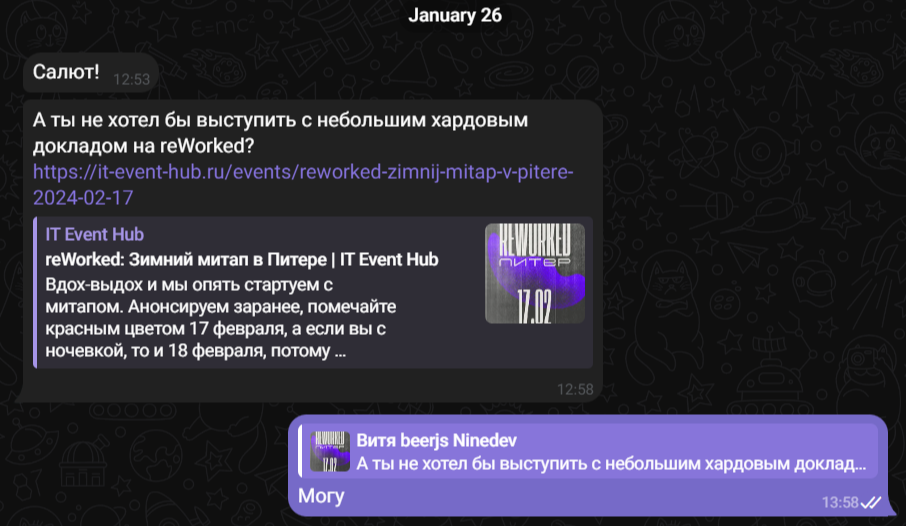 January 26
Салют! 12:53
А ты не хотел бы выступить с небольшим хардовым
докладом на reWorked?
https://it-event-hub.ru/events/reworked-zimnij-mitap-v-pitere-
2024-02-17
IT Event Hub
reWorked: Зимний митап в Питере | IT Event Hub
Вдох-выдох и мы опять стартуем с
митапом. Анонсируем заранее, помечайте
красным цветом 17 февраля, а если вы с
ночевкой, то и 18 февраля, потому ...
REWORKED
ПИТЕР
17.02
12:58
REWORKED
ПИТЕР
17.02
Витя beerjs Ninedev
А ты не хотел бы выступить с небольшим хардовым доклад...
Могу
13:58